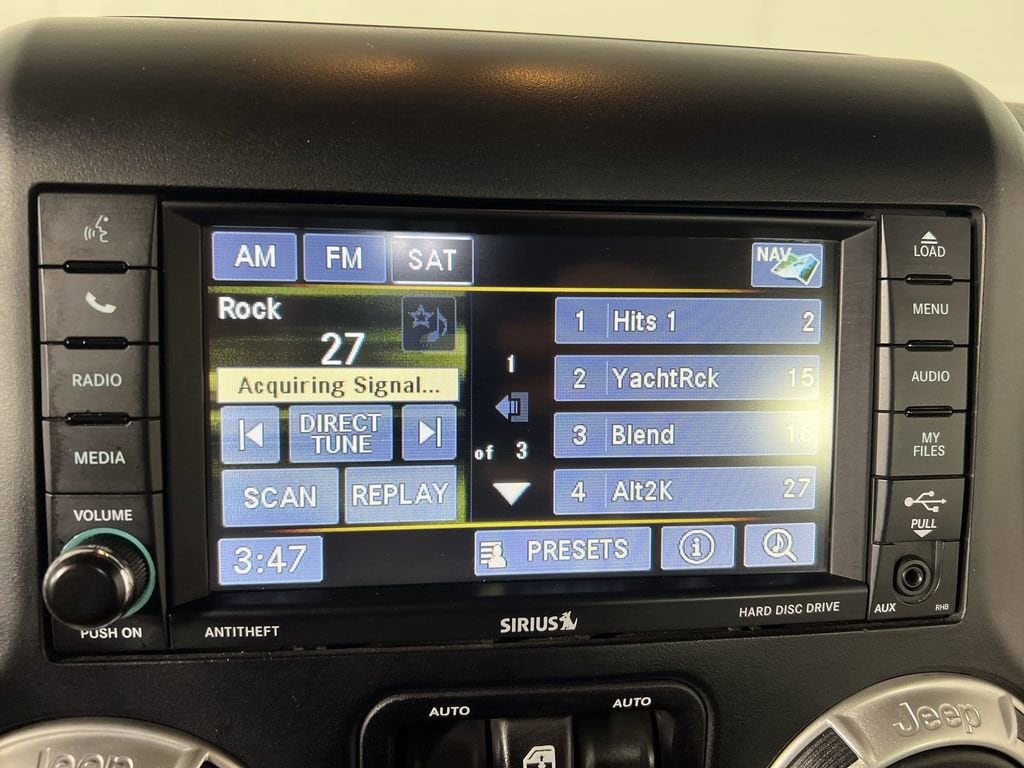 AM FM SAT NAV
Rock
27
Acquiring Signal...
DIRECT
TUNE
SCAN REPLAY
3:47
1
of 3
1 Hits 1 2
2 YachtRck 15
3 Blend 16
4 Alt2K 27
PRESETS
RADIO
MEDIA
VOLUME
PUSH ON
LOAD
MENU
AUDIO
MY
FILES
PULL
AUX RHB
ANTITHEFT
SIRIUS
HARD DISC DRIVE
AUTO AUTO
Jeep
Jeep